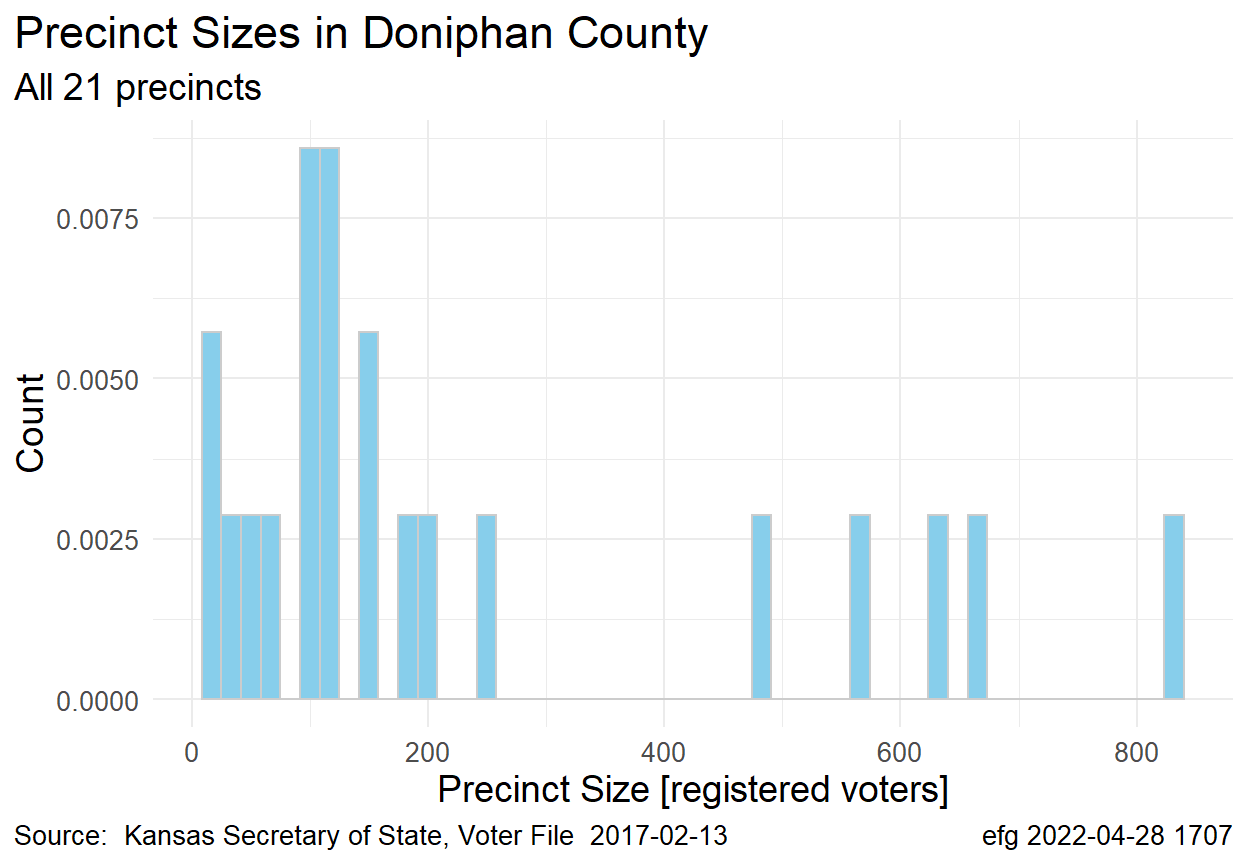 Precinct Sizes in Doniphan County
All 21 precincts
0.0075
0.0050
0.0025
0.0000
Count
0 200 400 600 800
Precinct Size [registered voters]
Source:  Kansas Secretary of State, Voter File  2017-02-13 efg 2022-04-28 1707